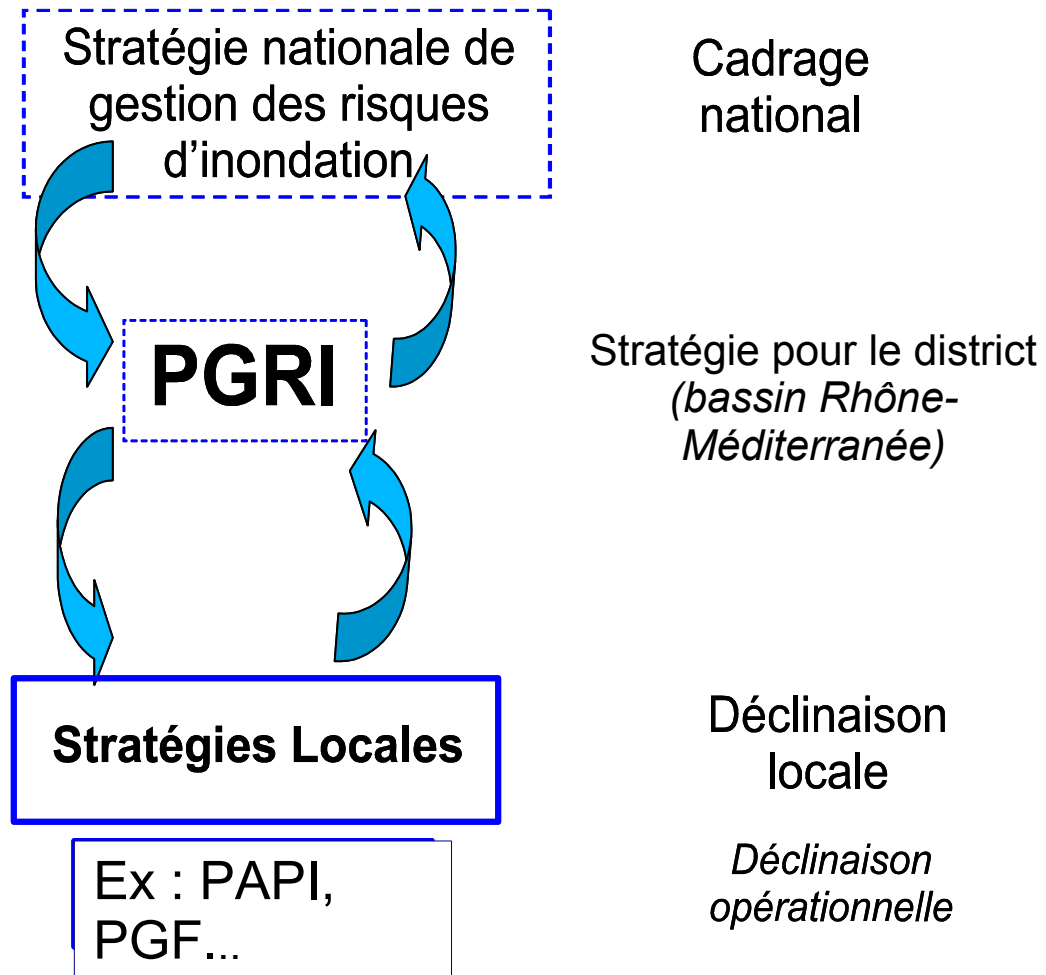 Stratégie nationale de
gestion des risques
d'inondation
Cadrage
national
PGRI
Stratégie pour le district
(bassin Rhône-
Méditerranée)
Stratégies Locales
Déclinaison
locale
Ex : PAPI,
PGF...
Déclinaison
opérationnelle